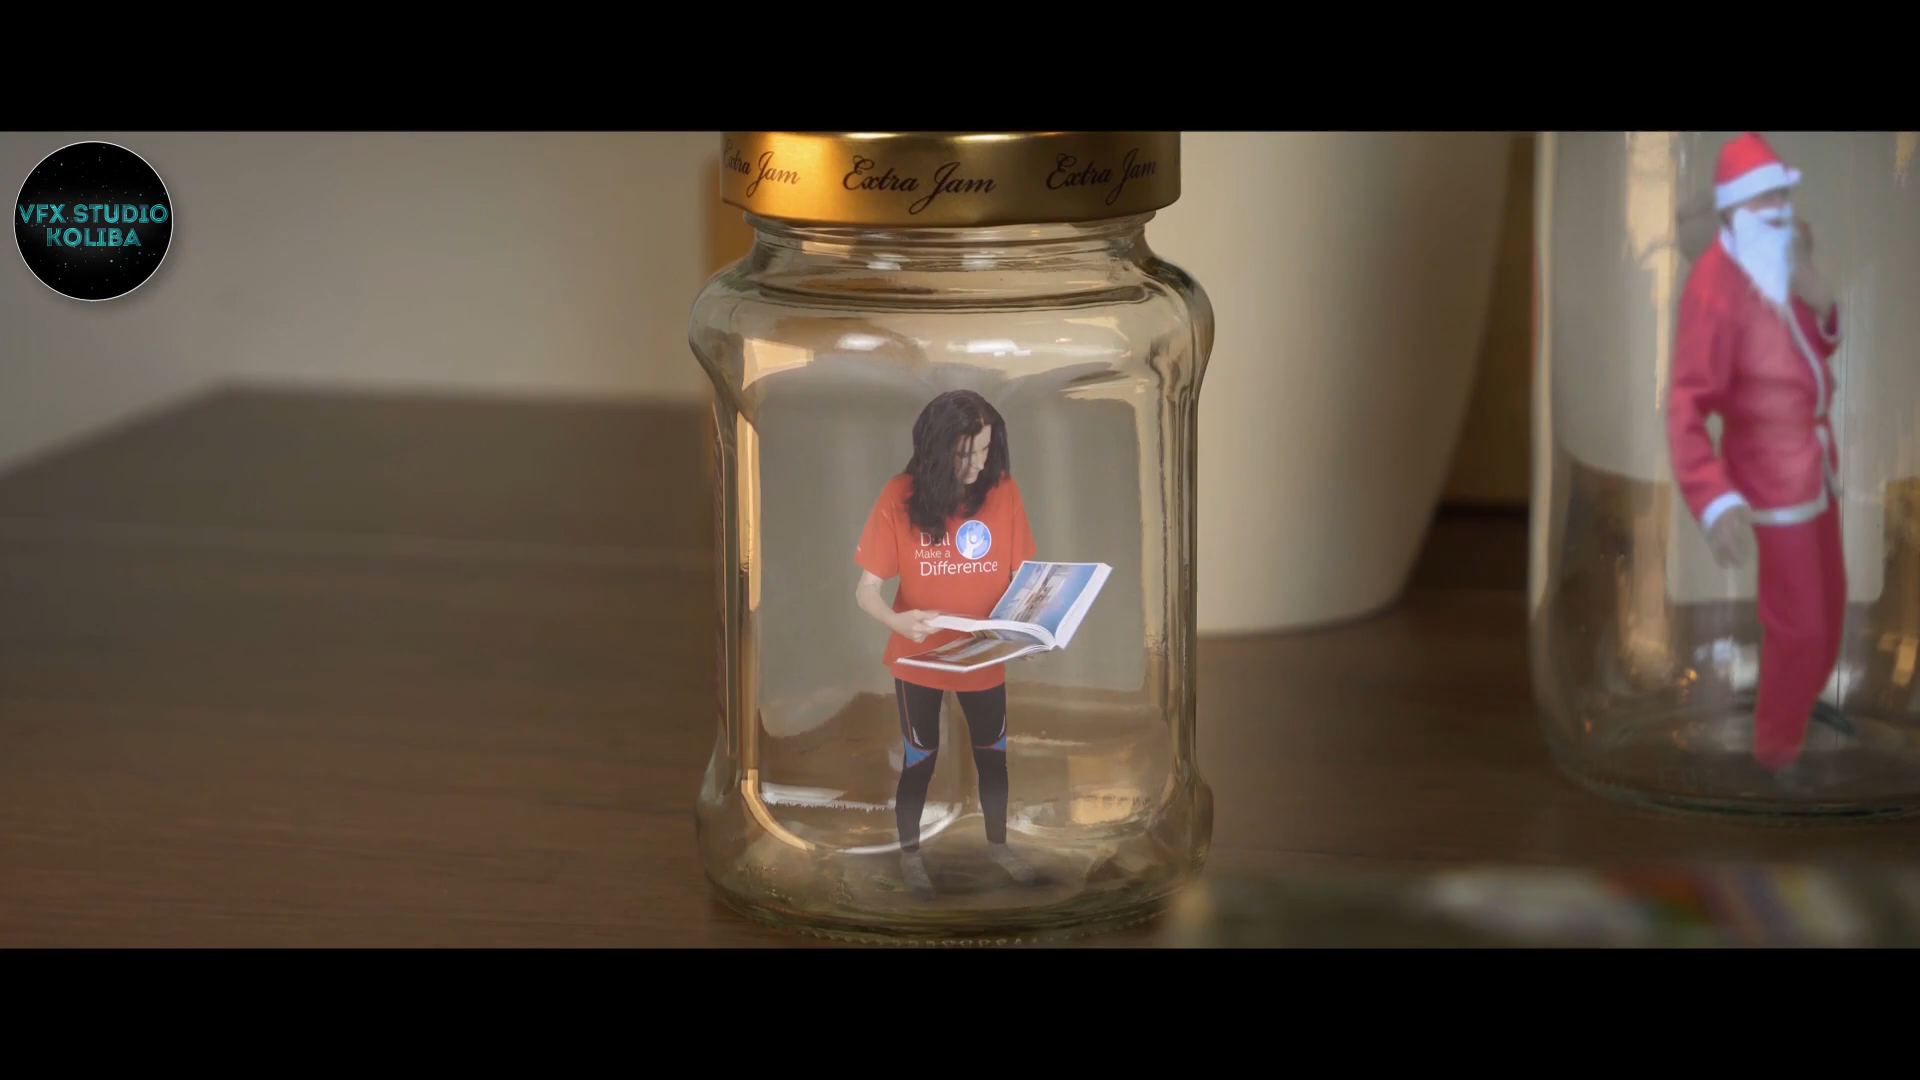 VFX STUDIO
KOLIBA
Extra Jam Extra Jam Extra Jam
Dell
Make a
Difference